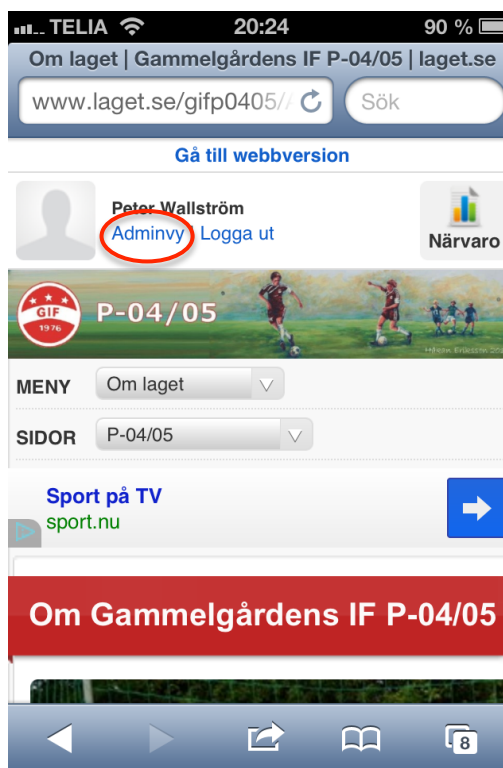 TELIA 20:24 90 %
Om laget | Gammelgårdens IF P-04/05 | laget.se
www.laget.se/gifp0405// Sök
Gå till webbversion
Peter Wallström
Adminvy | Logga ut
Närvaro
GIF
1976
P-04/05
MENY Om laget
SIDOR P-04/05
Sport på TV
sport.nu
Om Gammelgårdens IF P-04/05
8